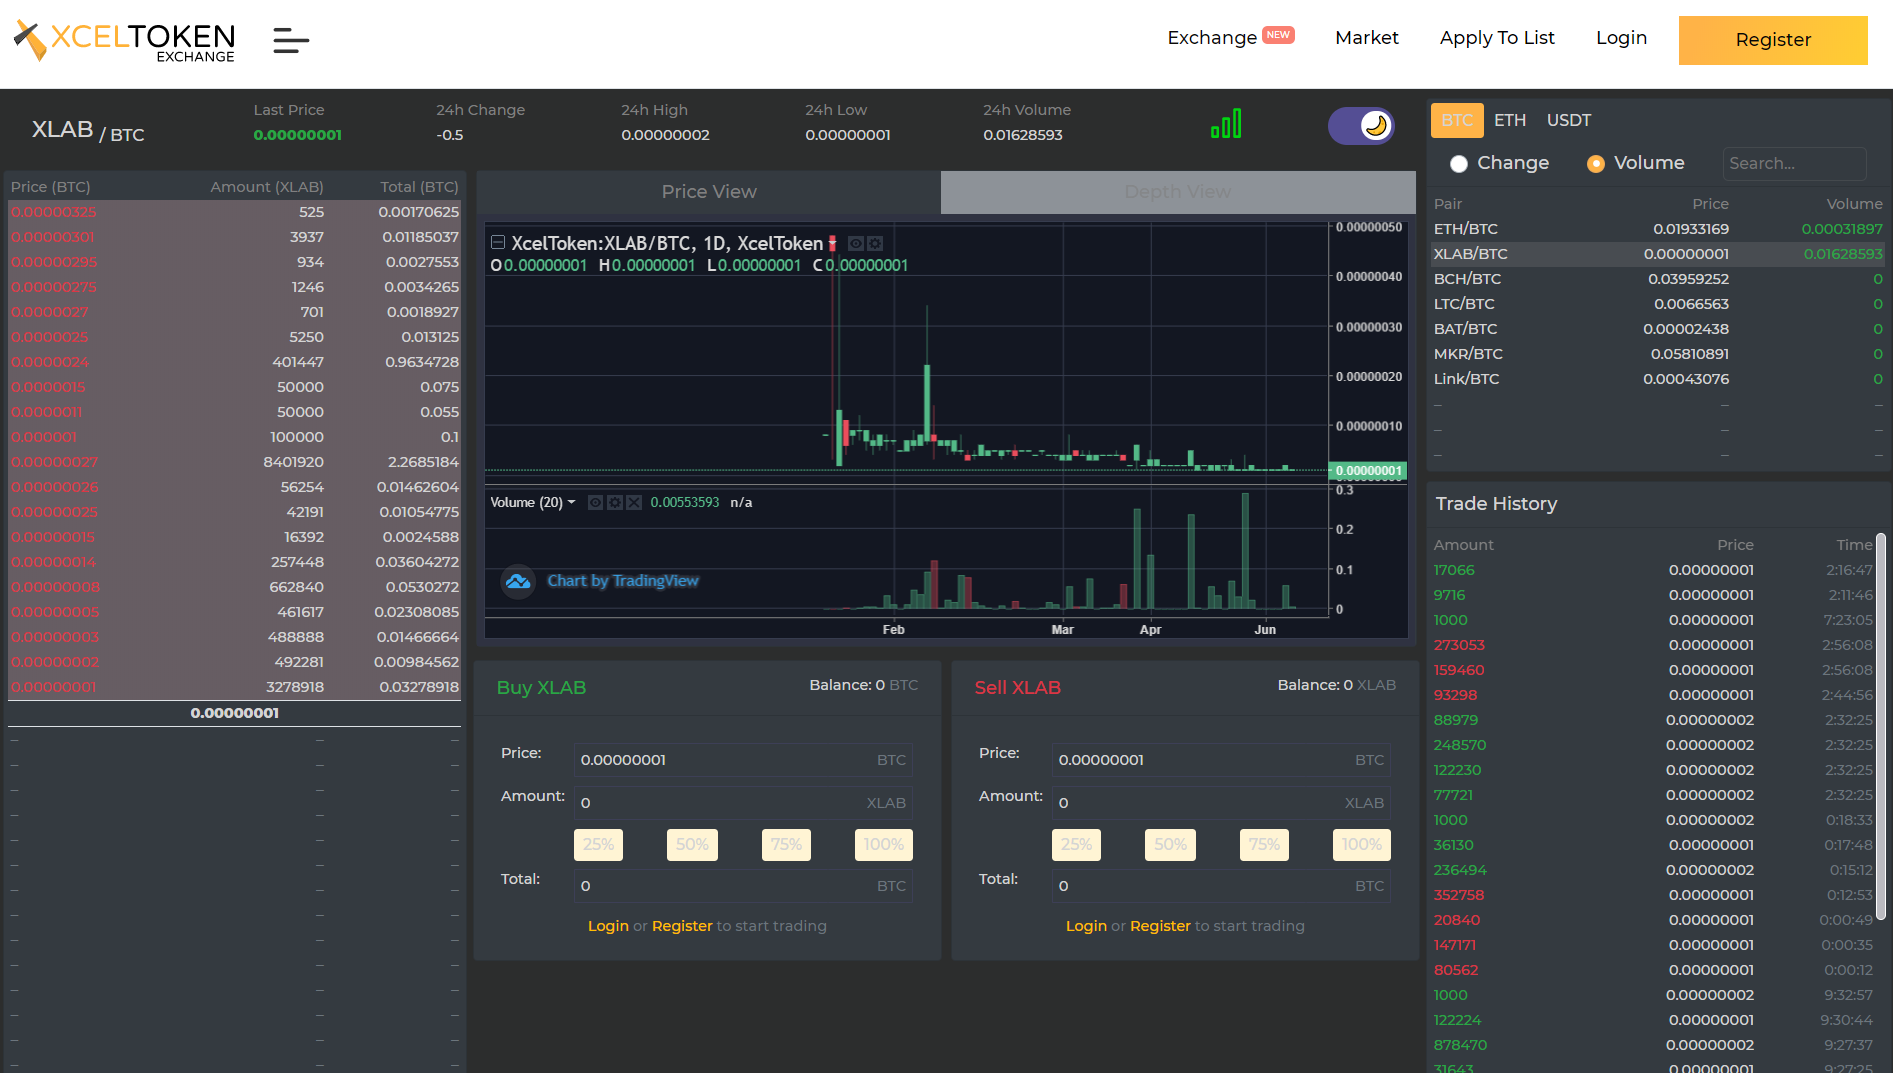 XCELTOKEN
EXCHANGE
Exchange NEW
Market
Apply To List
Login
Register
XLAB / BTC
Last Price
0.00000001
24h Change
-0.5
24h High
0.00000002
24h Low
0.00000001
24h Volume
0.01628593
Price (BTC) Amount (XLAB) Total (BTC)
0.00000325 525 0.00170625
0.00000301 3937 0.01185037
0.00000295 934 0.0027553
0.00000275 1246 0.0034265
0.0000027 701 0.0018927
0.0000025 5250 0.013125
0.0000024 401447 0.9634728
0.0000015 50000 0.075
0.0000011 50000 0.055
0.000001 100000 0.1
0.00000027 8401920 2.2685184
0.00000026 56254 0.01462604
0.00000025 42191 0.01054775
0.00000015 16392 0.0024588
0.00000014 257448 0.03604272
0.00000008 662840 0.0530272
0.00000005 461617 0.02308085
0.00000003 488888 0.01466664
0.00000002 492281 0.00984562
0.00000001 3278918 0.03278918
0.00000001
Price View
Depth View
XcelToken:XLAB/BTC, 1D, XcelToken
O0.00000001 H0.00000001 L0.00000001 C0.00000001
0.00000050
0.00000040
0.00000030
0.00000020
0.00000010
0.00000001
Volume (20) 0.00553593 n/a
0.3
0.2
0.1
0
Chart by TradingView
Feb Mar Apr Jun
Buy XLAB
Balance: 0 BTC
Price: 0.00000001 BTC
Amount: 0 XLAB
25% 50% 75% 100%
Total: 0 BTC
Login or Register to start trading
Sell XLAB
Balance: 0 XLAB
Price: 0.00000001 BTC
Amount: 0 XLAB
25% 50% 75% 100%
Total: 0 BTC
Login or Register to start trading
BTC ETH USDT
Change Volume Search...
Pair Price Volume
ETH/BTC 0.01933169 0.00031897
XLAB/BTC 0.00000001 0.01628593
BCH/BTC 0.03959252 0
LTC/BTC 0.0066563 0
BAT/BTC 0.00002438 0
MKR/BTC 0.05810891 0
Link/BTC 0.00043076 0
Trade History
Amount Price Time
17066 0.00000001 2:16:47
9716 0.00000001 2:11:46
1000 0.00000001 7:23:05
273053 0.00000001 2:56:08
159460 0.00000001 2:56:08
93298 0.00000001 2:44:56
88979 0.00000002 2:32:25
248570 0.00000002 2:32:25
122230 0.00000002 2:32:25
77721 0.00000002 2:32:25
1000 0.00000002 0:18:33
36130 0.00000001 0:17:48
236494 0.00000002 0:15:12
352758 0.00000001 0:12:53
20840 0.00000001 0:00:49
147171 0.00000001 0:00:35
80562 0.00000001 0:00:12
1000 0.00000002 9:32:57
122224 0.00000001 9:30:44
878470 0.00000002 9:27:37
31643 0.00000001 9:27:25